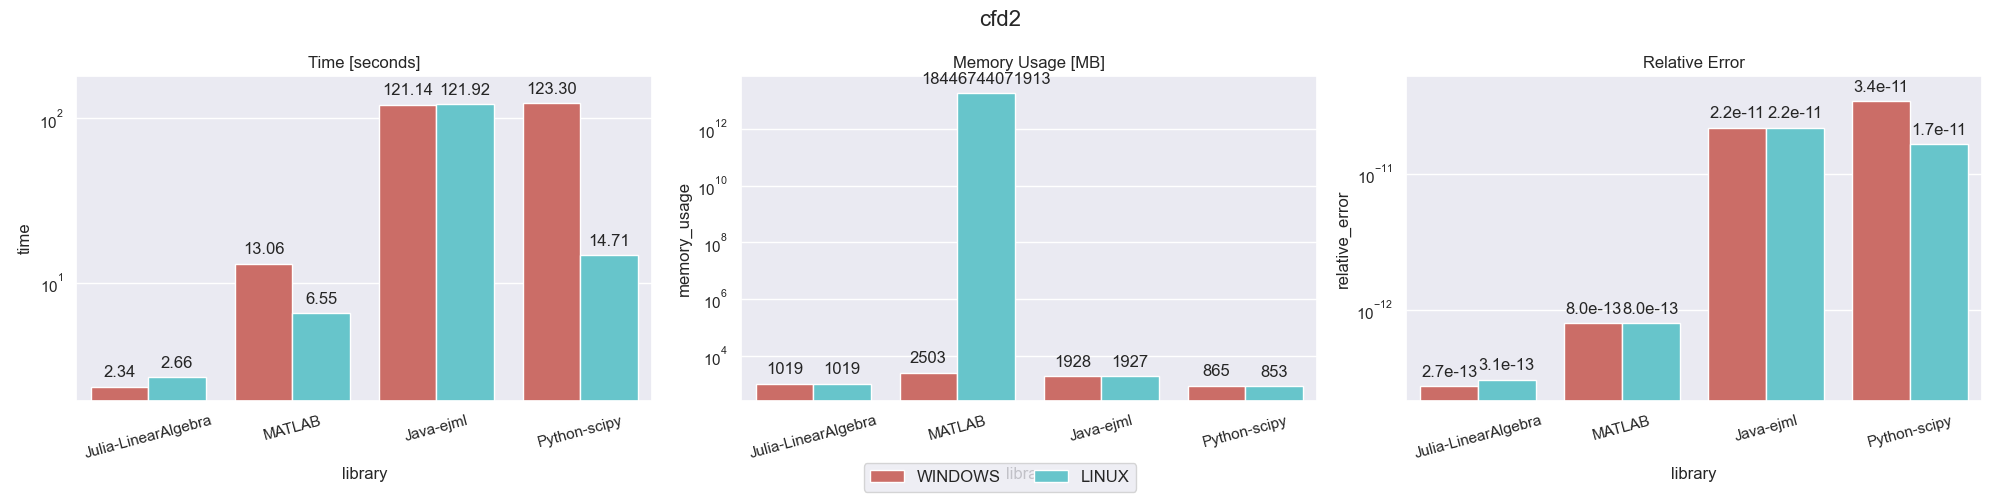 cfd2
Time [seconds]
time
10^2
10^1
2.34
2.66
13.06
6.55
121.14
121.92
123.30
14.71
Julia-LinearAlgebra
MATLAB
Java-ejml
Python-scipy
library
Memory Usage [MB]
memory_usage
10^12
10^10
10^8
10^6
10^4
1019
1019
2503
18446744071913
1928
1927
865
853
Julia-LinearAlgebra
MATLAB
Java-ejml
Python-scipy
library
Relative Error
relative_error
10^−11
10^−12
2.7e-13
3.1e-13
8.0e-13
8.0e-13
2.2e-11
2.2e-11
3.4e-11
1.7e-11
Julia-LinearAlgebra
MATLAB
Java-ejml
Python-scipy
library
WINDOWS
LINUX